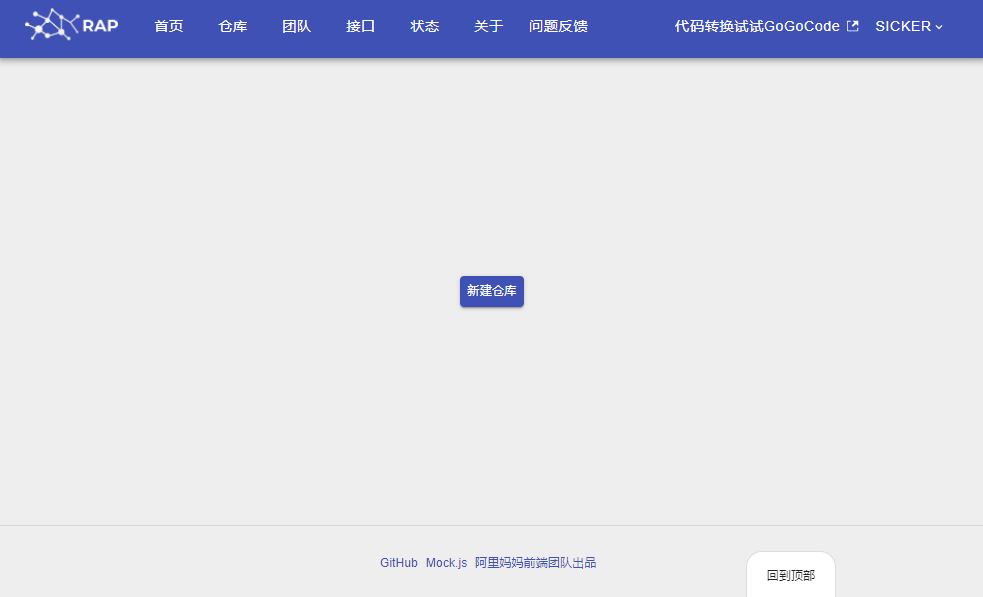 RAP 首页 仓库 团队 接口 状态 关于 问题反馈 代码转换试试GoGoCode SICKER
新建仓库
GitHub Mock.js 阿里妈妈前端团队出品
回到顶部